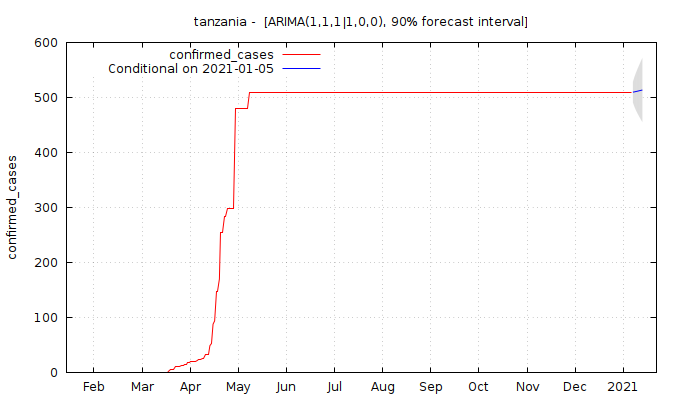 tanzania -  [ARIMA(1,1,1|1,0,0), 90% forecast interval]
confirmed_cases
Conditional on 2021-01-05
600
500
400
300
200
100
0
confirmed_cases
Feb Mar Apr May Jun Jul Aug Sep Oct Nov Dec 2021